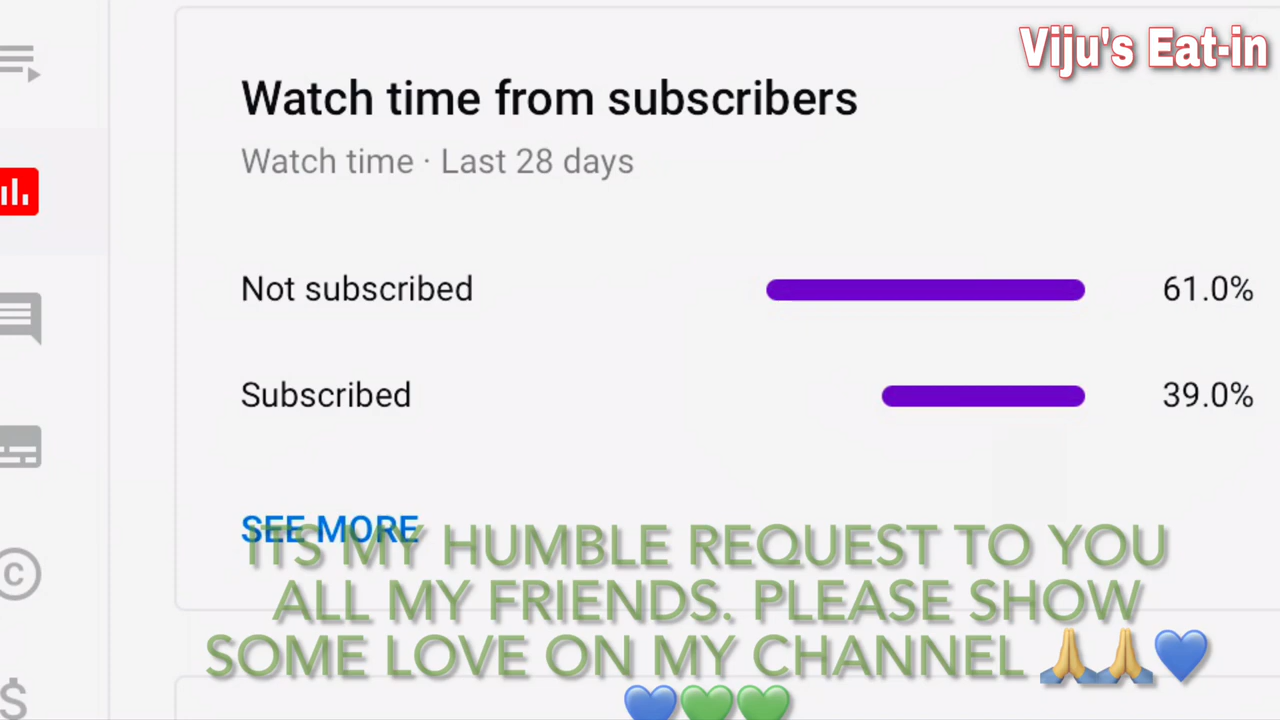 Viju's Eat-in
Watch time from subscribers
Watch time · Last 28 days
Not subscribed 61.0%
Subscribed 39.0%
SEE MORE
ITS MY HUMBLE REQUEST TO YOU
ALL MY FRIENDS. PLEASE SHOW
SOME LOVE ON MY CHANNEL 🙏🙏💙
💙💚💚